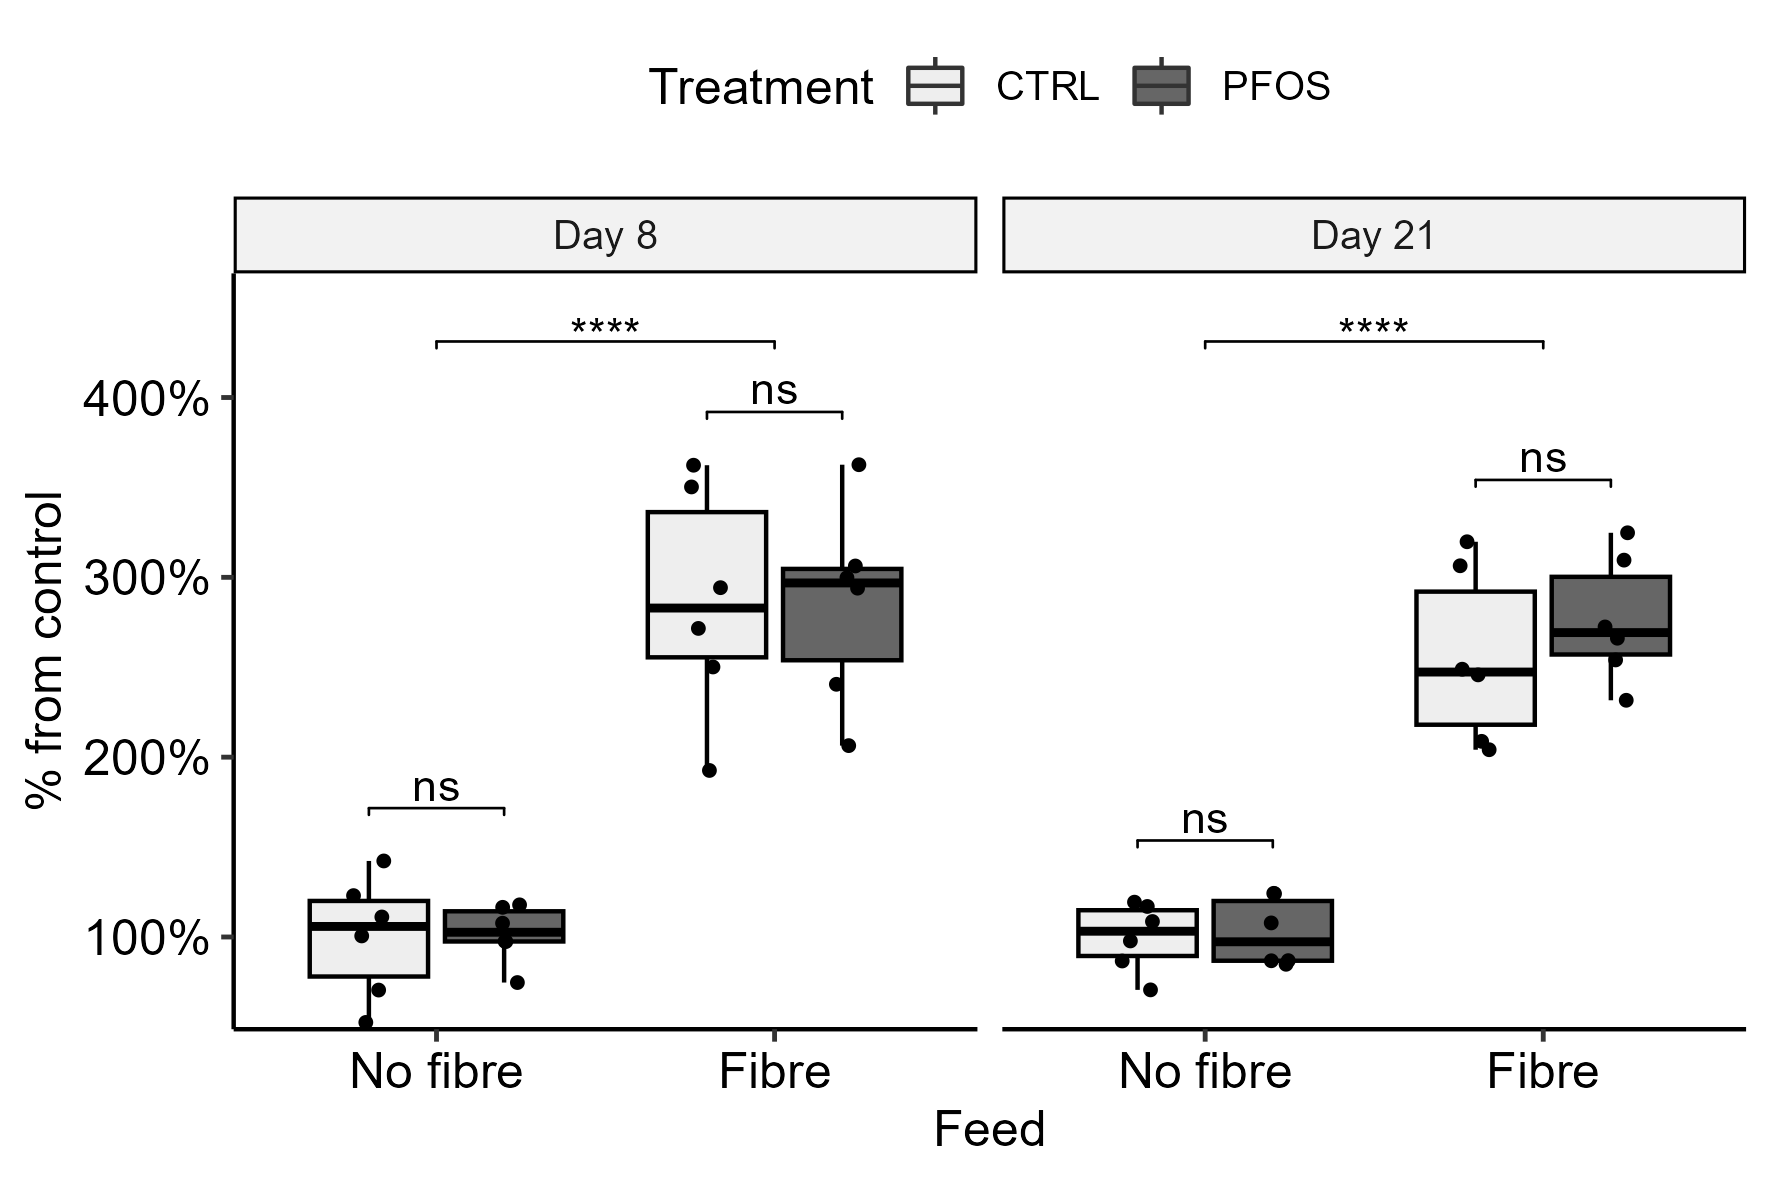 Treatment CTRL PFOS
Day 8 Day 21
**** ****
400%
ns
ns
300%
200%
ns
ns
100%
% from control
No fibre Fibre No fibre Fibre
Feed